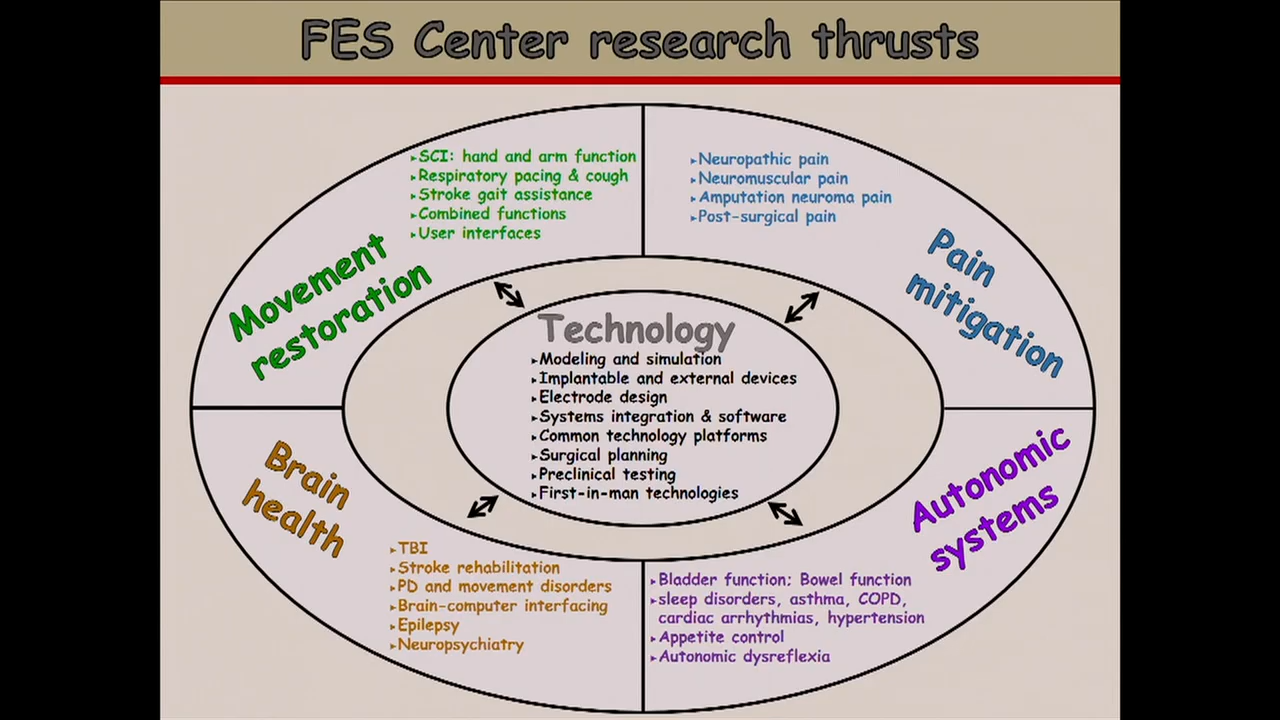 FES Center research thrusts
Movement
restoration
▸SCI: hand and arm function
▸Respiratory pacing & cough
▸Stroke gait assistance
▸Combined functions
▸User interfaces
▸Neuropathic pain
▸Neuromuscular pain
▸Amputation neuroma pain
▸Post-surgical pain
Pain
mitigation
Technology
▸Modeling and simulation
▸Implantable and external devices
▸Electrode design
▸Systems integration & software
▸Common technology platforms
▸Surgical planning
▸Preclinical testing
▸First-in-man technologies
Brain
health
▸TBI
▸Stroke rehabilitation
▸PD and movement disorders
▸Brain-computer interfacing
▸Epilepsy
▸Neuropsychiatry
Autonomic
systems
▸Bladder function; Bowel function
▸sleep disorders, asthma, COPD,
cardiac arrhythmias, hypertension
▸Appetite control
▸Autonomic dysreflexia